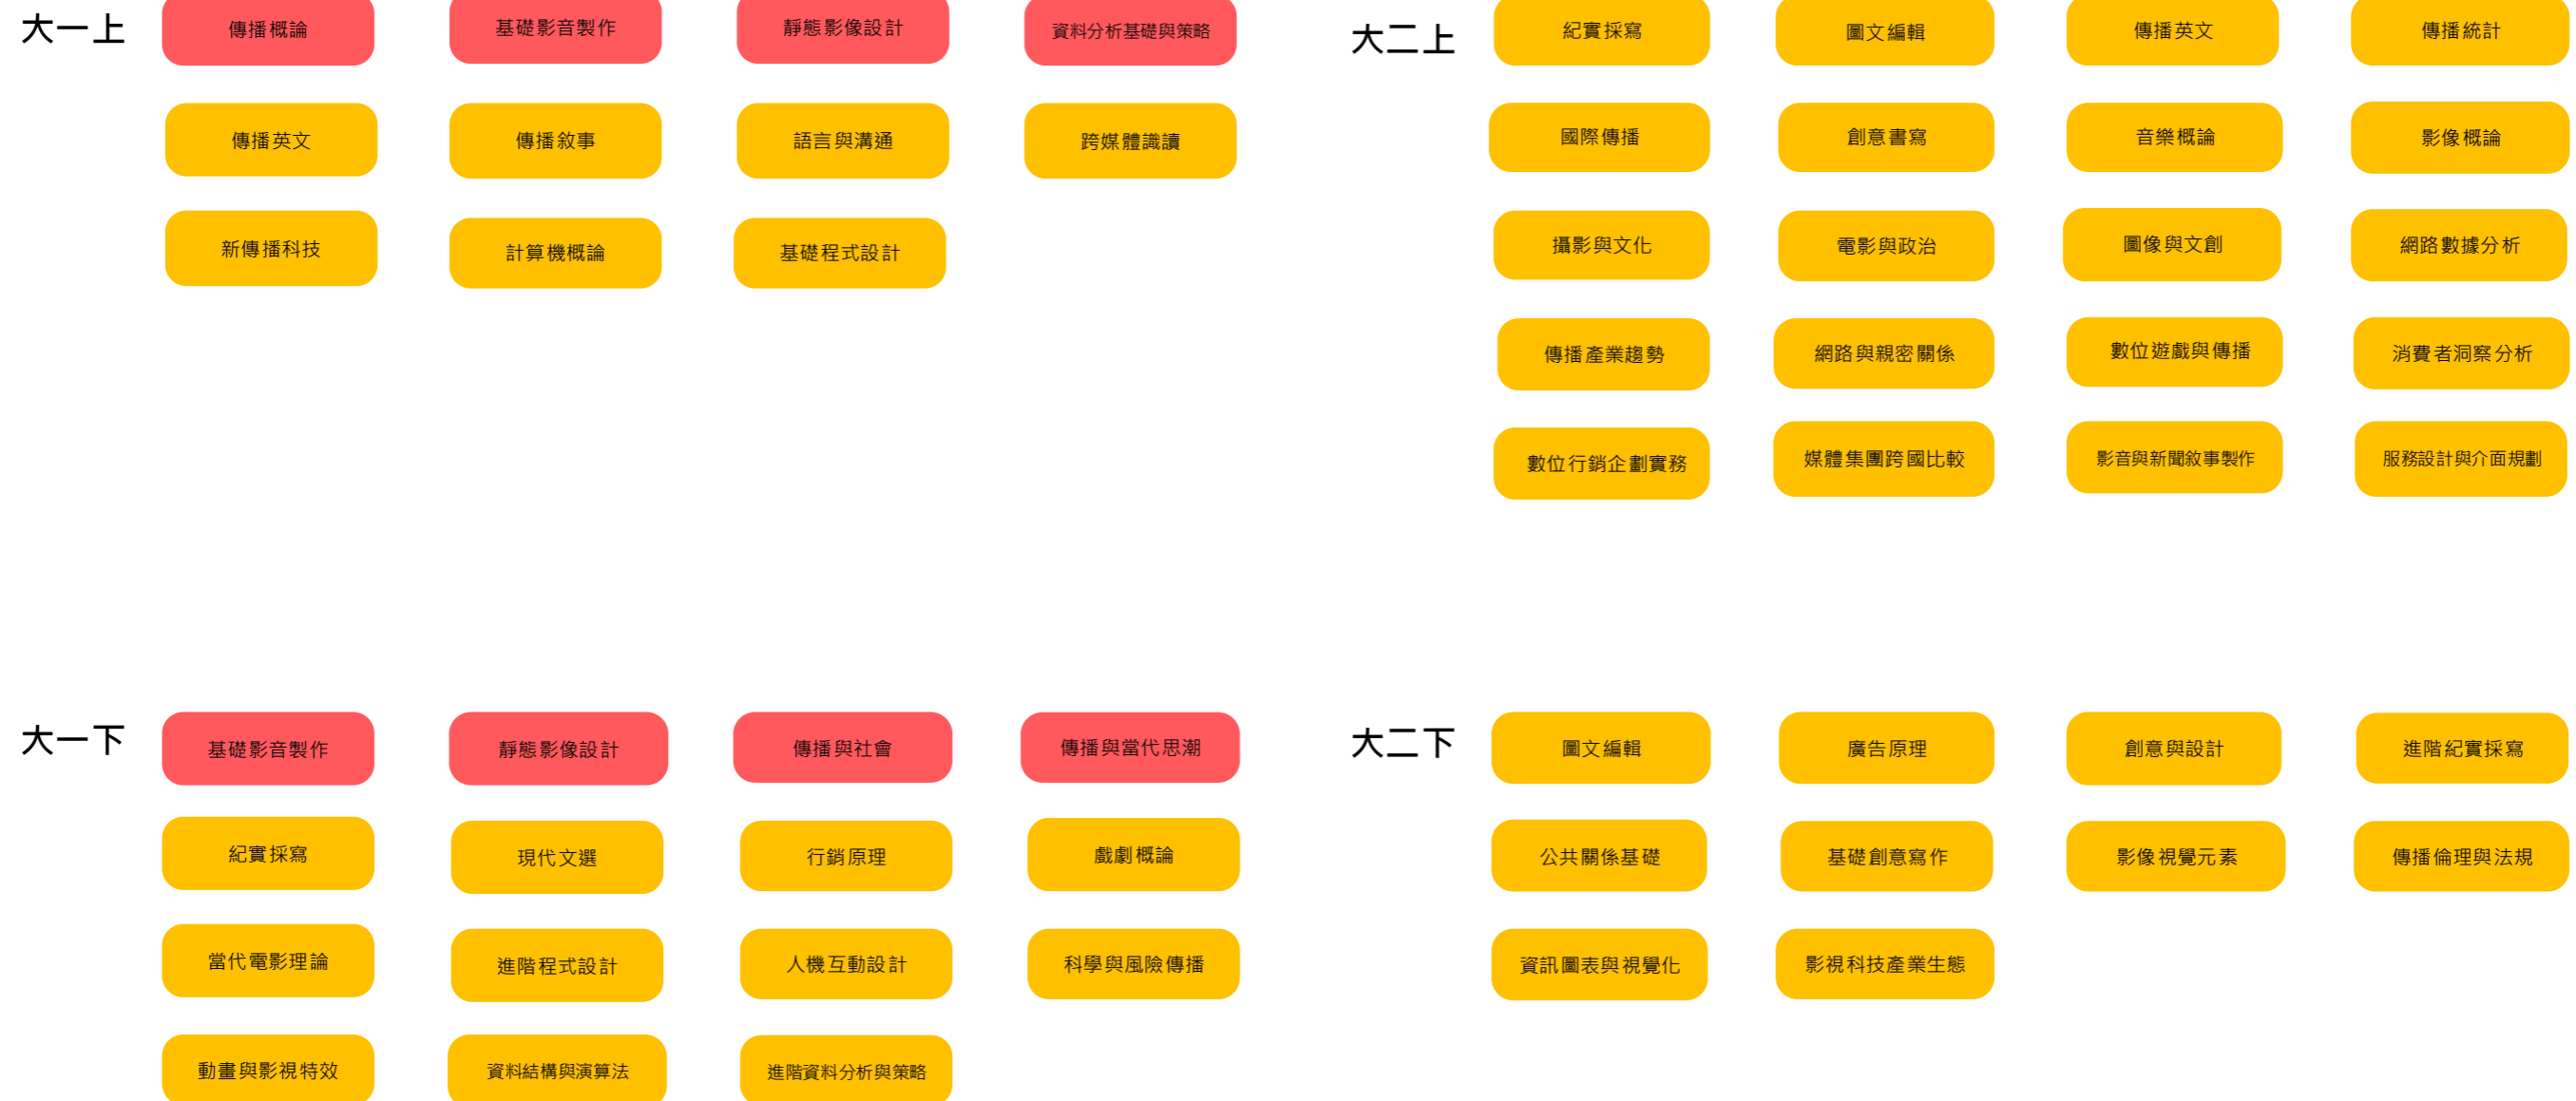 大一上
傳播概論
基礎影音製作
靜態影像設計
資料分析基礎與策略
傳播英文
傳播敘事
語言與溝通
跨媒體識讀
新傳播科技
計算機概論
基礎程式設計
大二上
紀實採寫
圖文編輯
傳播英文
傳播統計
國際傳播
創意書寫
音樂概論
影像概論
攝影與文化
電影與政治
圖像與文創
網路數據分析
傳播產業趨勢
網路與親密關係
數位遊戲與傳播
消費者洞察分析
數位行銷企劃實務
媒體集團跨國比較
影音與新聞敘事製作
服務設計與介面規劃
大一下
基礎影音製作
靜態影像設計
傳播與社會
傳播與當代思潮
紀實採寫
現代文選
行銷原理
戲劇概論
當代電影理論
進階程式設計
人機互動設計
科學與風險傳播
動畫與影視特效
資料結構與演算法
進階資料分析與策略
大二下
圖文編輯
廣告原理
創意與設計
進階紀實採寫
公共關係基礎
基礎創意寫作
影像視覺元素
傳播倫理與法規
資訊圖表與視覺化
影視科技產業生態